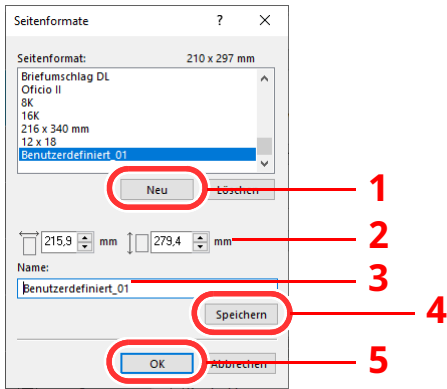 Seitenformate ? ×
Seitenformat: 210 x 297 mm
Briefumschlag DL
Oficio II
8K
16K
216 x 340 mm
12 x 18
Benutzerdefiniert_01
Neu Löschen 1
215,9 mm 279,4 mm 2
Name: 3
Benutzerdefiniert_01
Speichern 4
OK Abbrechen 5